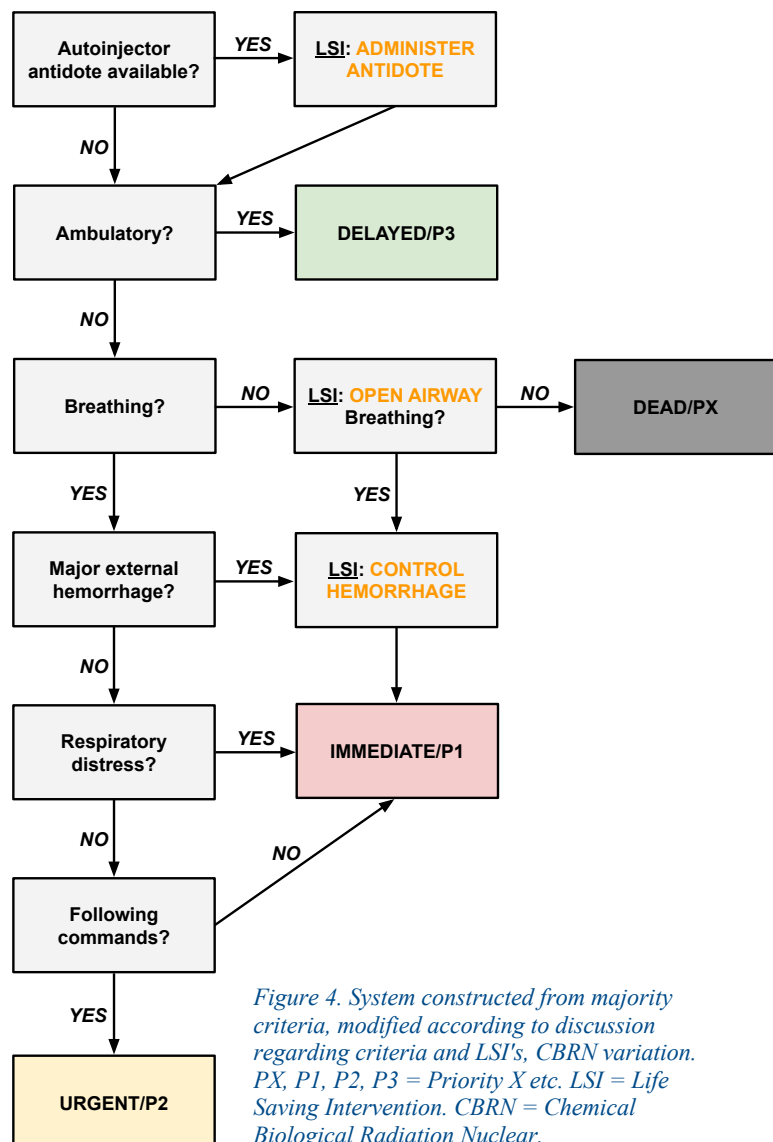 Autoinjector
antidote available?
YES
LSI: ADMINISTER
ANTIDOTE
NO
Ambulatory?
YES
DELAYED/P3
NO
Breathing?
NO
LSI: OPEN AIRWAY
Breathing?
NO
DEAD/PX
YES
YES
Major external
hemorrhage?
YES
LSI: CONTROL
HEMORRHAGE
NO
Respiratory
distress?
YES
IMMEDIATE/P1
NO
NO
Following
commands?
YES
URGENT/P2
Figure 4. System constructed from majority
criteria, modified according to discussion
regarding criteria and LSI's, CBRN variation.
PX, P1, P2, P3 = Priority X etc. LSI = Life
Saving Intervention. CBRN = Chemical
Biological Radiation Nuclear.